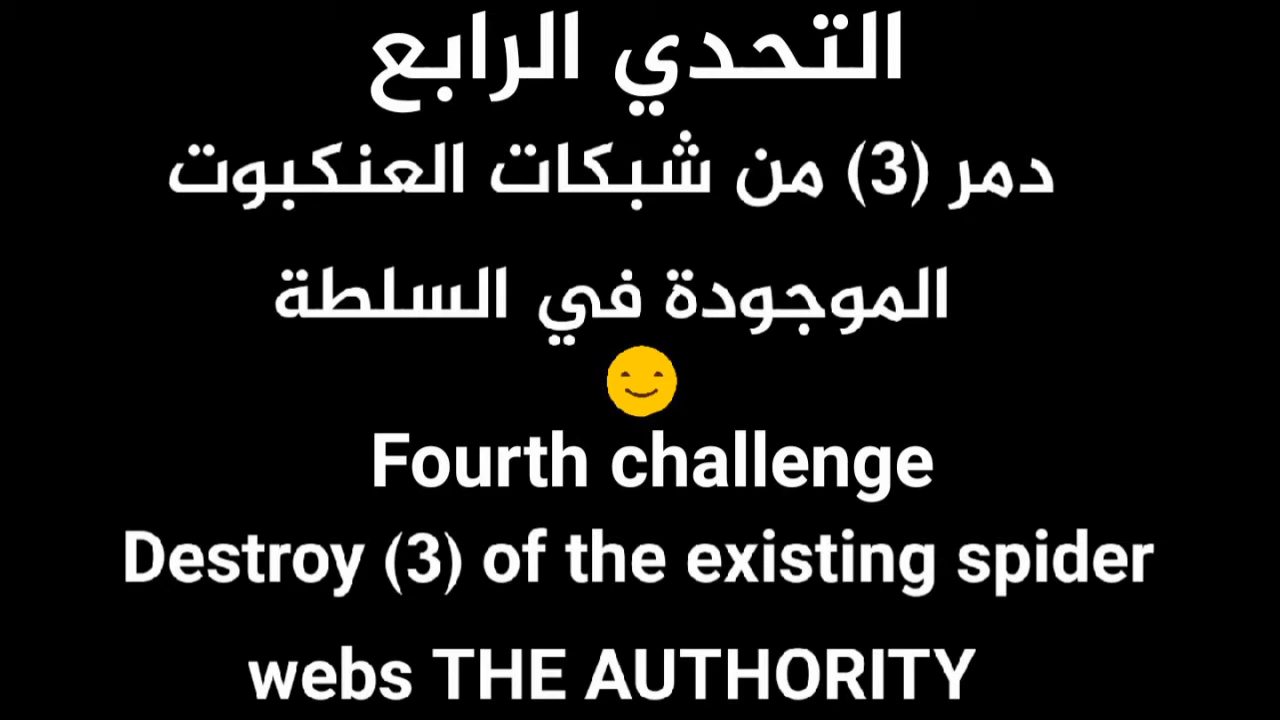 التحدي الرابع
دمر (3) من شبكات العنكبوت
الموجودة في السلطة
Fourth challenge
Destroy (3) of the existing spider
webs THE AUTHORITY